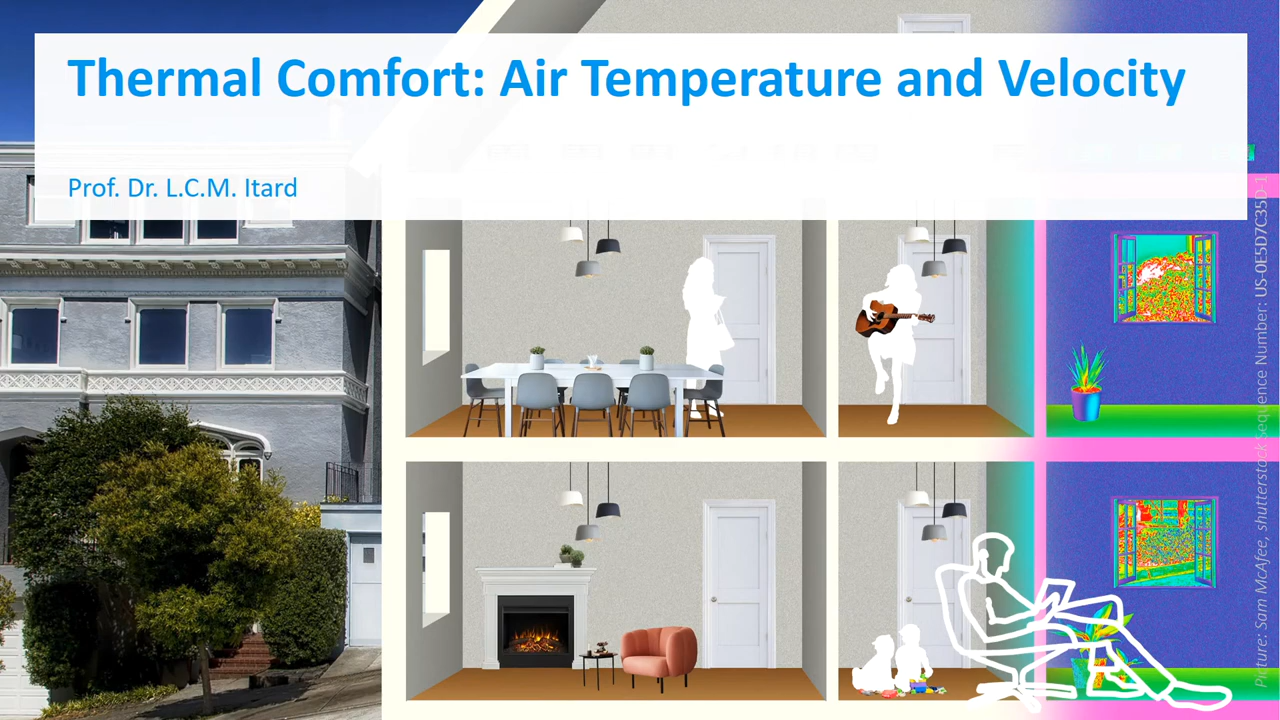 Thermal Comfort: Air Temperature and Velocity
Prof. Dr. L.C.M. Itard
Picture: Sam McAfee, shutterstock Sequence Number: US-0E5D7C35D-1